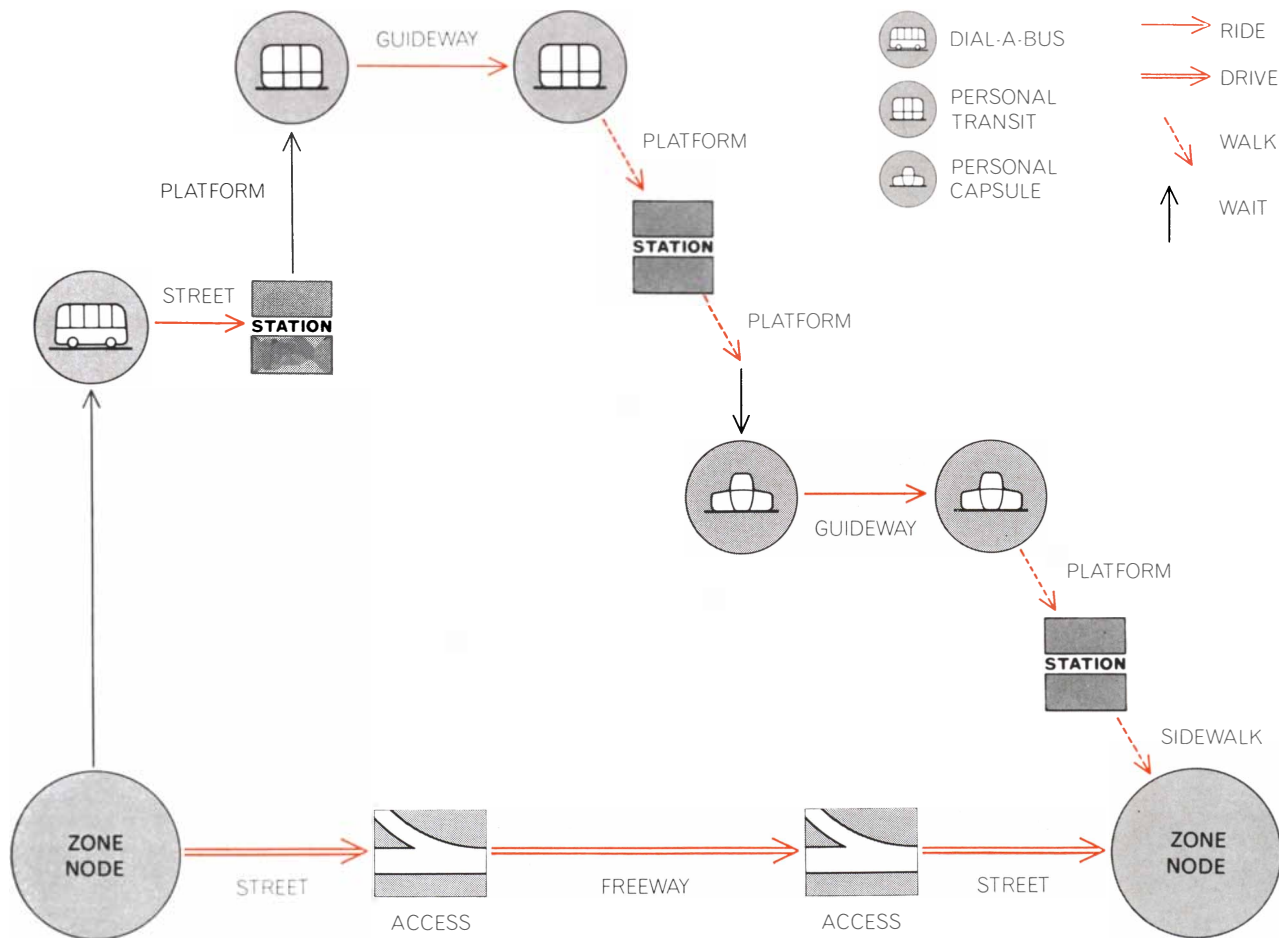 GUIDEWAY
DIAL-A-BUS
RIDE
PERSONAL
TRANSIT
DRIVE
PLATFORM
WALK
PERSONAL
CAPSULE
PLATFORM
WAIT
STATION
STREET
STATION
PLATFORM
GUIDEWAY
PLATFORM
STATION
SIDEWALK
ZONE
NODE
ZONE
NODE
STREET
FREEWAY
STREET
ACCESS
ACCESS